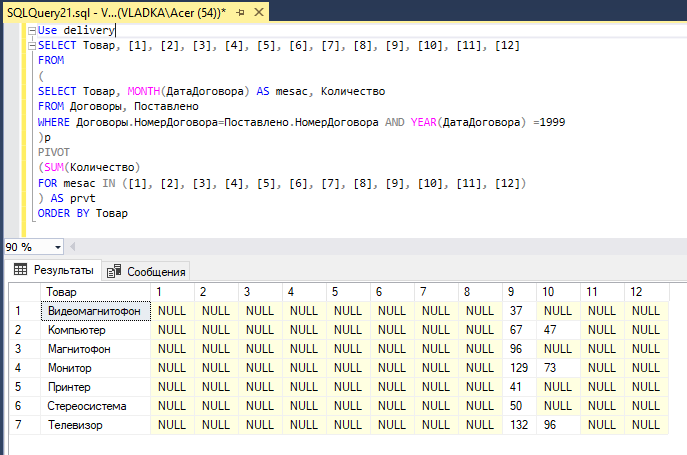 SQLQuery21.sql - V...(VLADKA\Acer (54))*
Use delivery
SELECT Товар, [1], [2], [3], [4], [5], [6], [7], [8], [9], [10], [11], [12]
FROM
(
SELECT Товар, MONTH(ДатаДоговора) AS mesac, Количество
FROM Договоры, Поставлено
WHERE Договоры.НомерДоговора=Поставлено.НомерДоговора AND YEAR(ДатаДоговора) =1999
)p
PIVOT
(SUM(Количество)
FOR mesac IN ([1], [2], [3], [4], [5], [6], [7], [8], [9], [10], [11], [12])
) AS prvt
ORDER BY Товар
90 %
Результаты Сообщения
Товар 1 2 3 4 5 6 7 8 9 10 11 12
1 Видеомагнитофон NULL NULL NULL NULL NULL NULL NULL NULL 37 NULL NULL NULL
2 Компьютер NULL NULL NULL NULL NULL NULL NULL NULL 67 47 NULL NULL
3 Магнитофон NULL NULL NULL NULL NULL NULL NULL NULL 96 NULL NULL NULL
4 Монитор NULL NULL NULL NULL NULL NULL NULL NULL 129 73 NULL NULL
5 Принтер NULL NULL NULL NULL NULL NULL NULL NULL 41 NULL NULL NULL
6 Стереосистема NULL NULL NULL NULL NULL NULL NULL NULL 50 NULL NULL NULL
7 Телевизор NULL NULL NULL NULL NULL NULL NULL NULL 132 96 NULL NULL